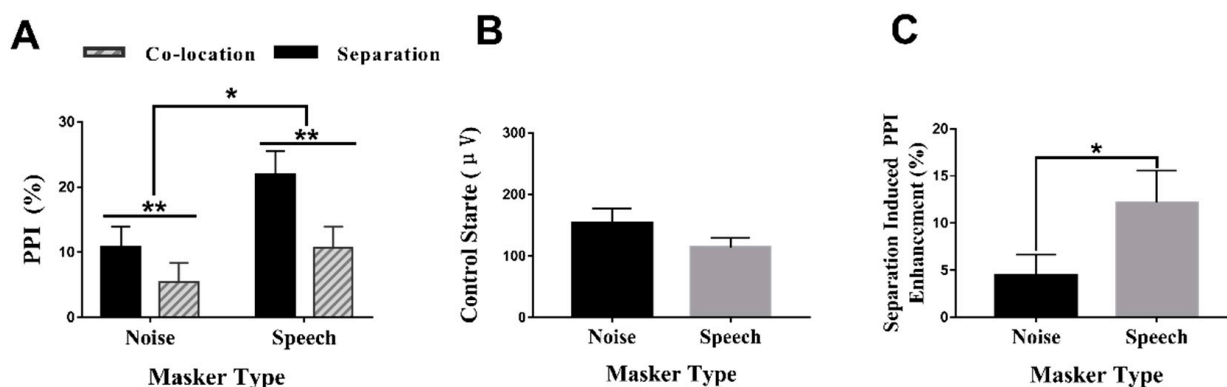 A
Co-location
Separation
PPI (%)
30
20
10
0
*
**
**
Noise
Speech
Masker Type
B
Control Starte ( μ V)
300
200
100
0
Noise
Speech
Masker Type
C
Separation Induced PPI
Enhancement (%)
20
15
10
5
0
*
Noise
Speech
Masker Type